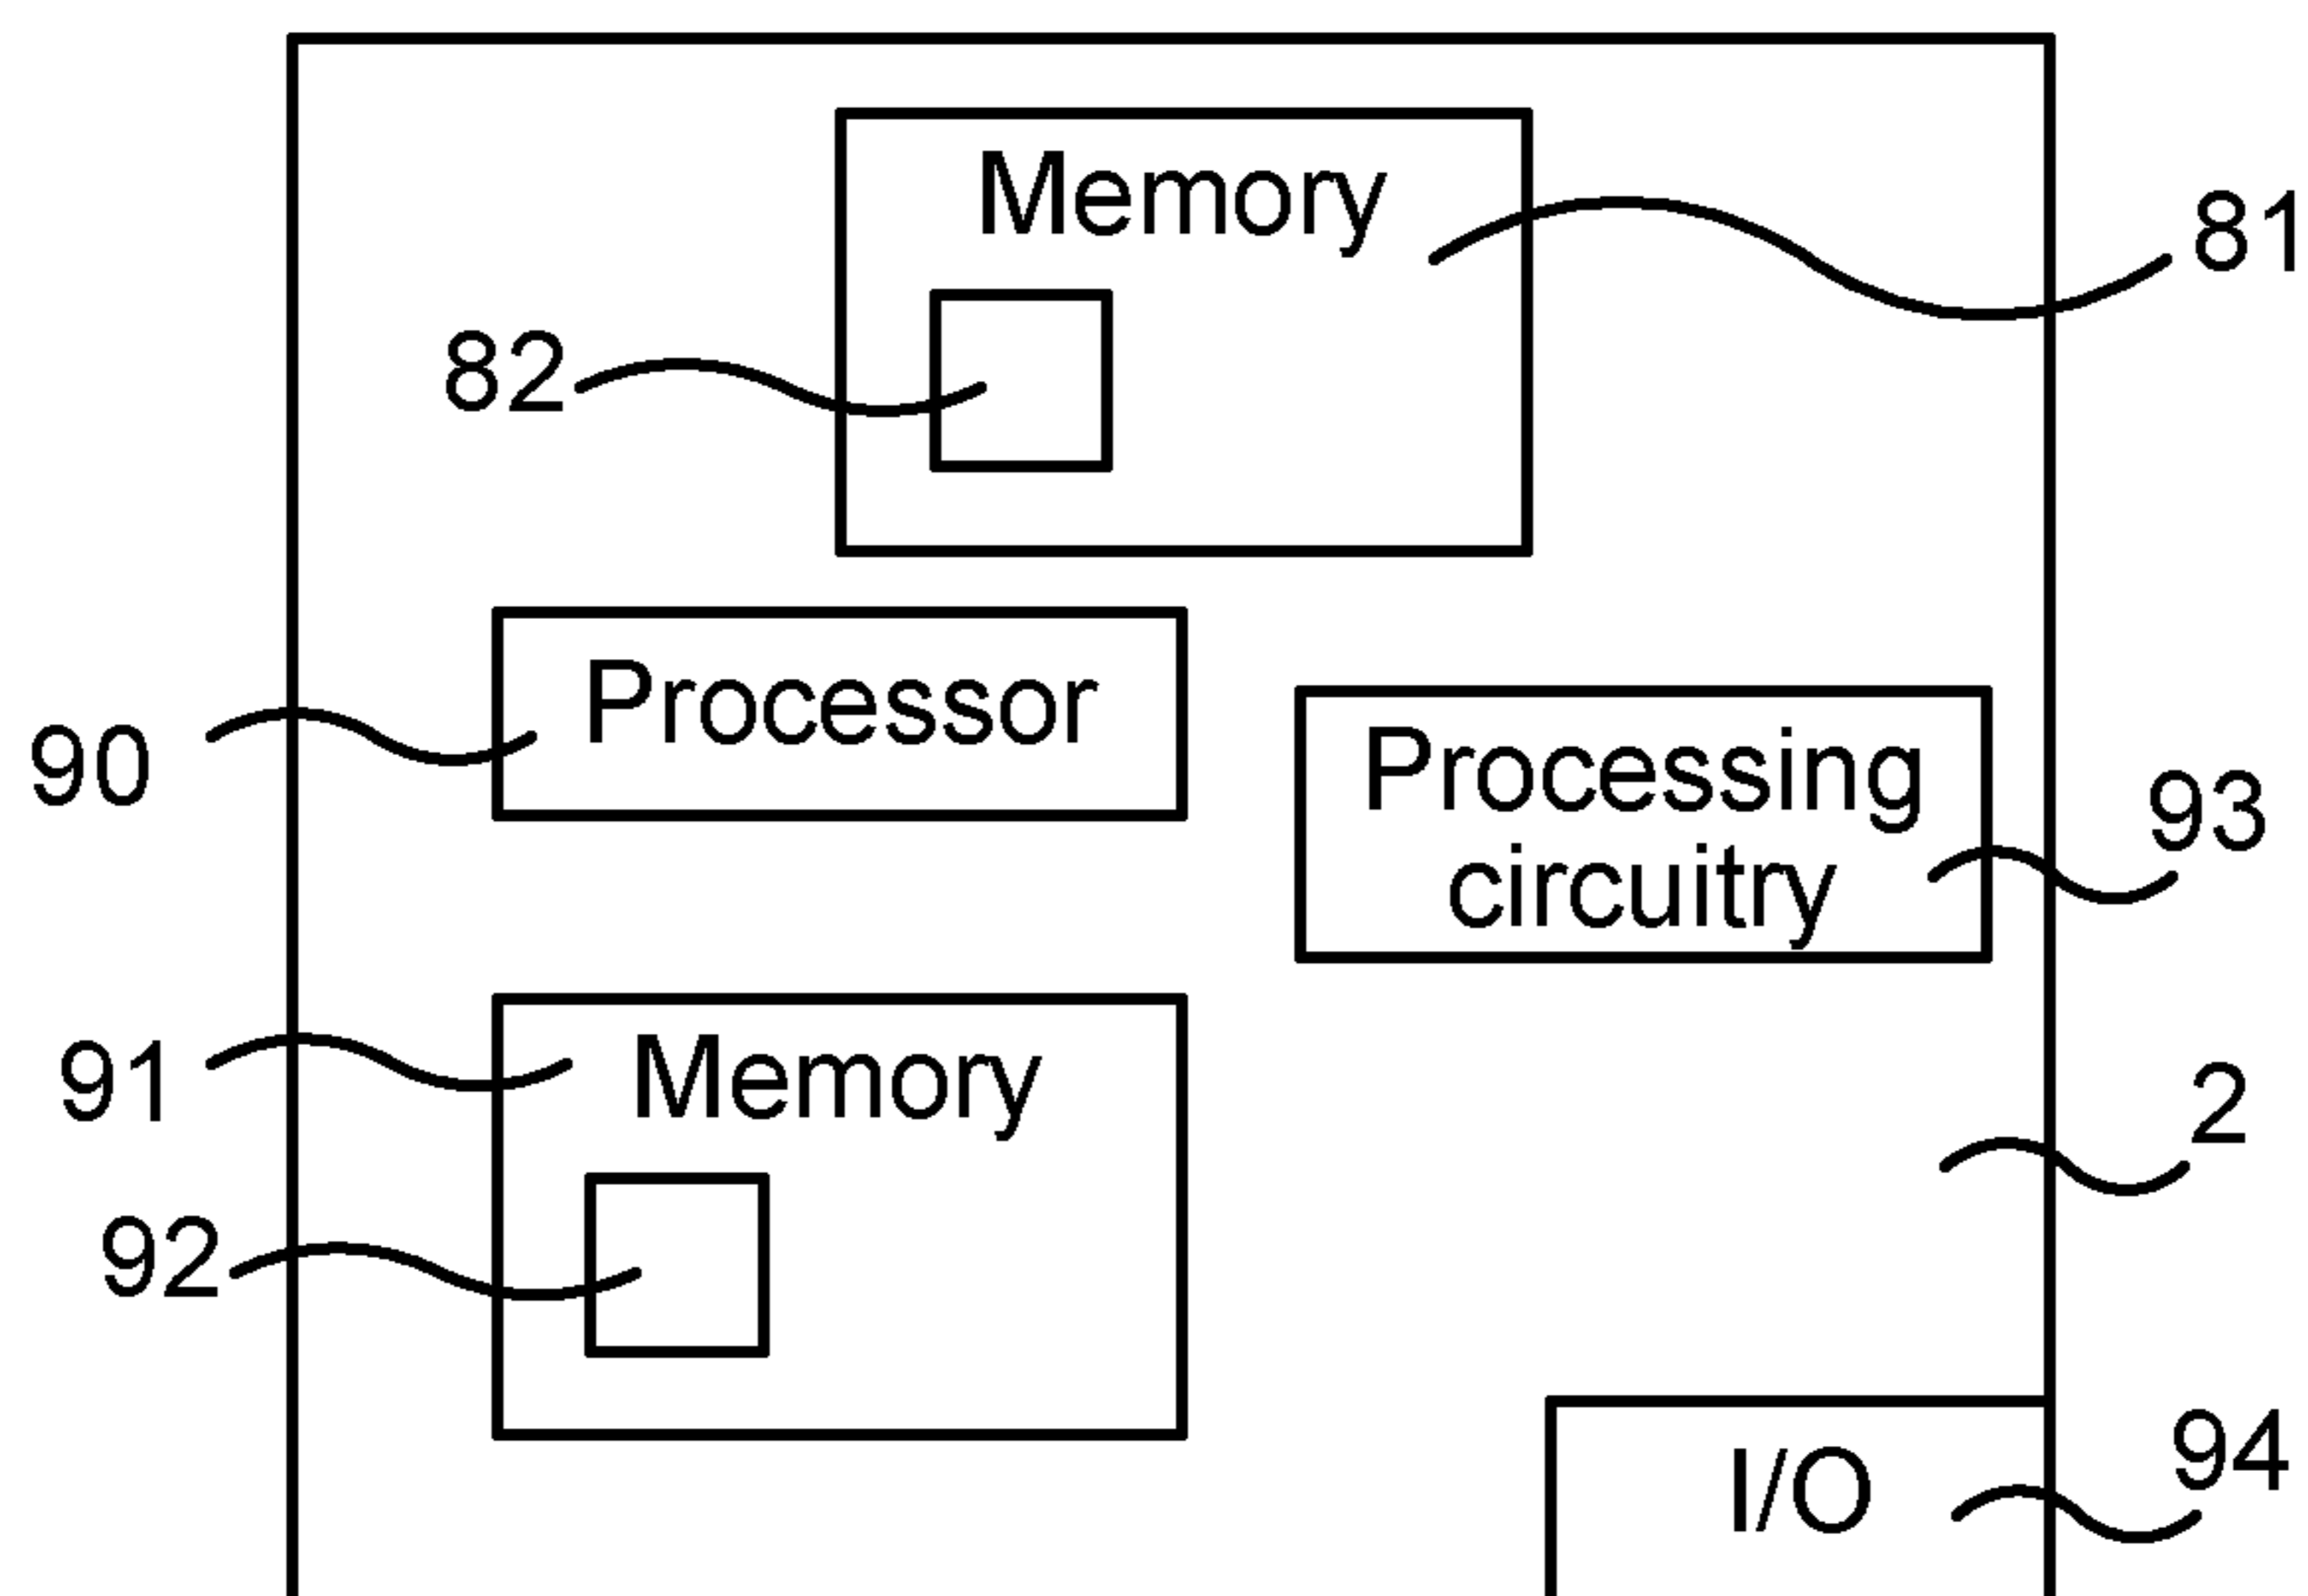 Memory
81
82
Processor
90
Processing
circuitry
93
91
Memory
2
92
94
I/O